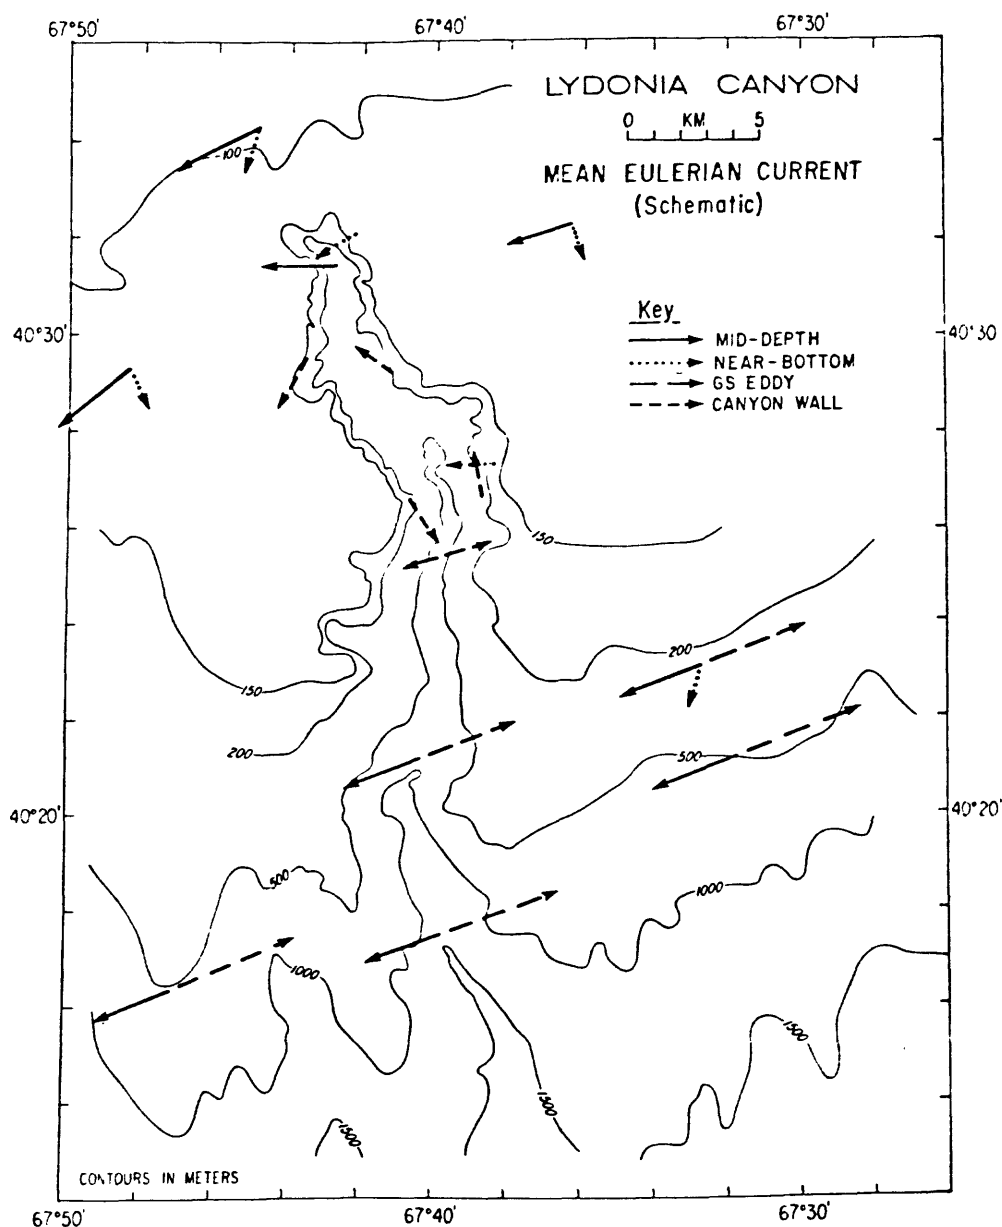 67°50'
67°40'
67°30'
LYDONIA CANYON
0 KM 5
MEAN EULERIAN CURRENT
(Schematic)
100
40°30'
40°30'
Key
MID-DEPTH
NEAR-BOTTOM
GS EDDY
CANYON WALL
150
200
150
200
500
40°20'
40°20'
500
1000
1000
1500
1500
1500
CONTOURS IN METERS
67°50'
67°40'
67°30'